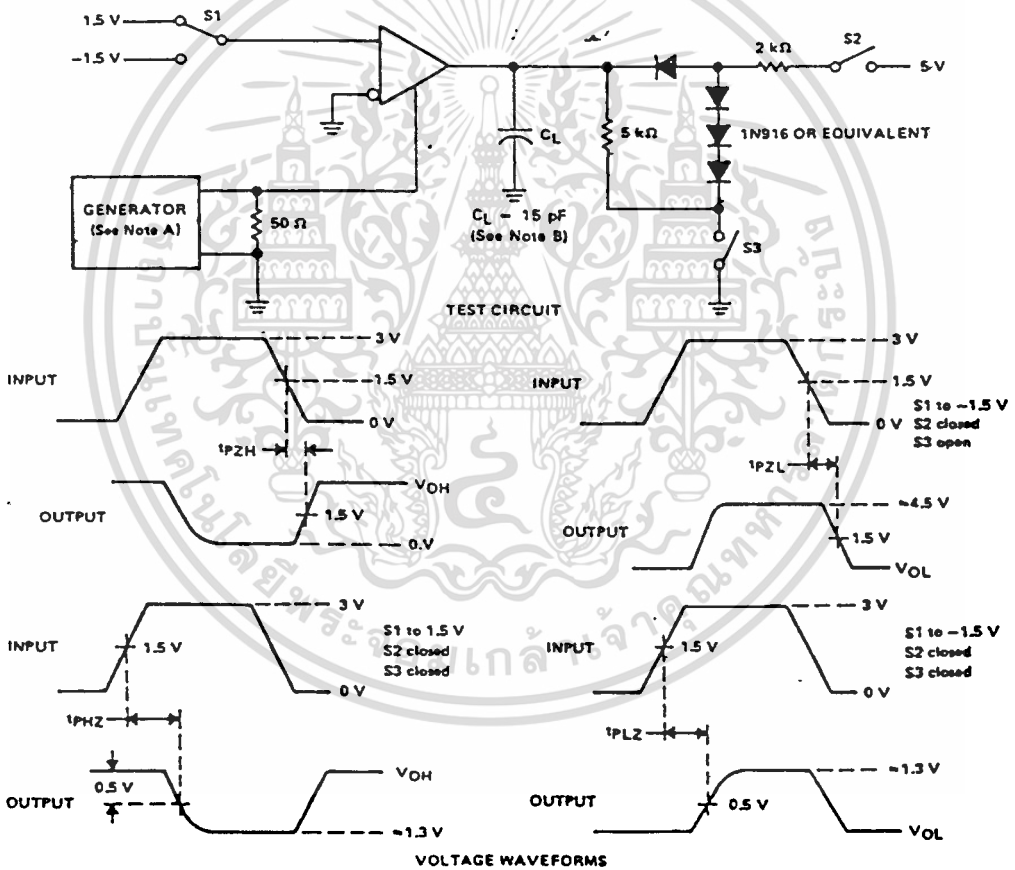 1.5 V
S1
-1.5 V
2 kΩ
S2
5 V
5 kΩ
1N916 OR EQUIVALENT
CL
CL = 15 pF
(See Note B)
S3
GENERATOR
(See Note A)
50 Ω
TEST CIRCUIT
INPUT
3 V
1.5 V
0 V
tPZH
OUTPUT
VOH
1.5 V
0 V
INPUT
3 V
1.5 V
0 V
S1 to -1.5 V
S2 closed
S3 open
tPZL
OUTPUT
≈4.5 V
1.5 V
VOL
INPUT
3 V
1.5 V
0 V
S1 to 1.5 V
S2 closed
S3 closed
tPHZ
OUTPUT
0.5 V
VOH
≈1.3 V
INPUT
3 V
1.5 V
0 V
S1 to -1.5 V
S2 closed
S3 closed
tPLZ
OUTPUT
≈1.3 V
0.5 V
VOL
VOLTAGE WAVEFORMS